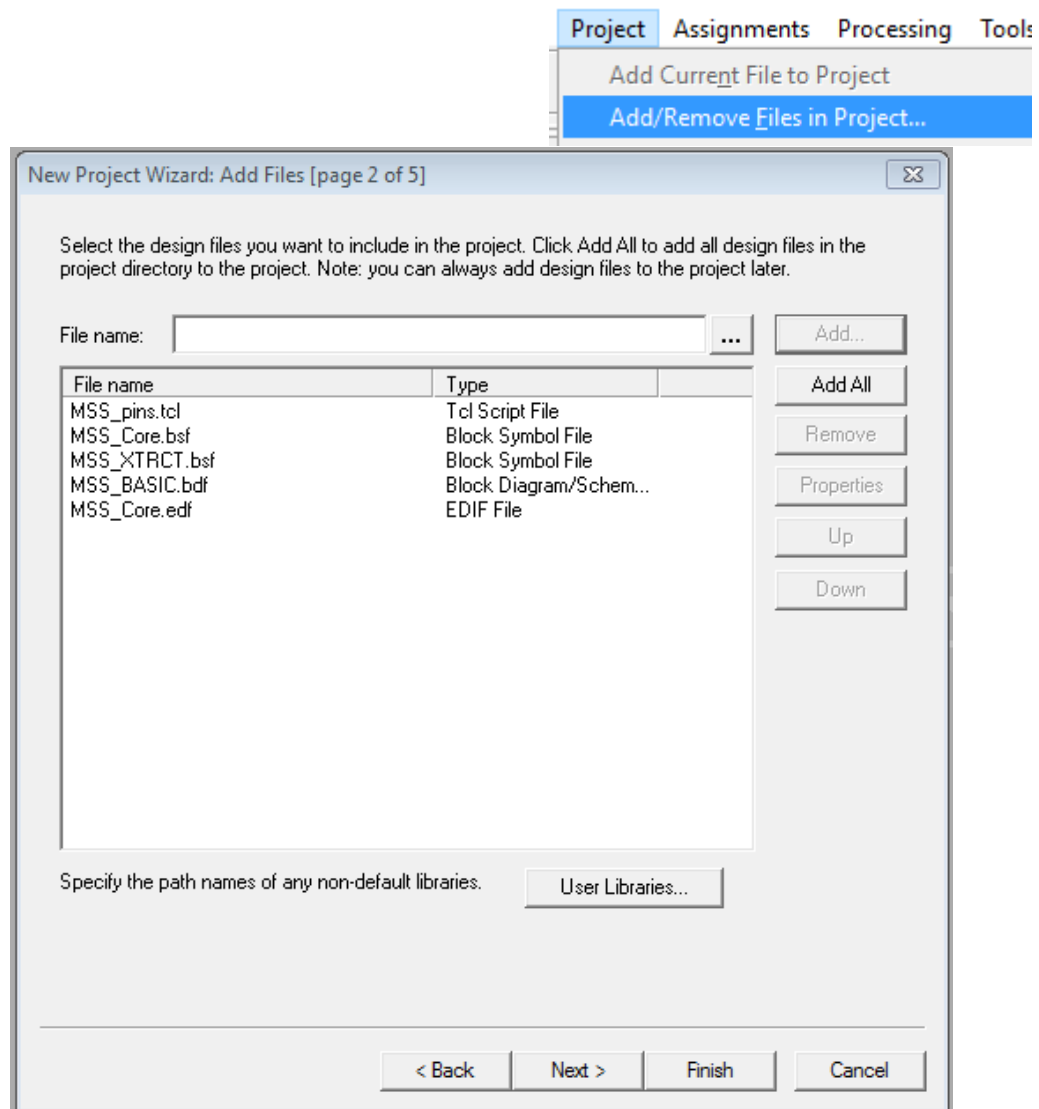 Project Assignments Processing Tools
Add Current File to Project
Add/Remove Files in Project...
New Project Wizard: Add Files [page 2 of 5]
Select the design files you want to include in the project. Click Add All to add all design files in the
project directory to the project. Note: you can always add design files to the project later.
File name: ... Add...
File name Type Add All
MSS_pins.tcl Tcl Script File
MSS_Core.bsf Block Symbol File Remove
MSS_XTRCT.bsf Block Symbol File
MSS_BASIC.bdf Block Diagram/Schem... Properties
MSS_Core.edf EDIF File
Up
Down
Specify the path names of any non-default libraries. User Libraries...
< Back Next > Finish Cancel